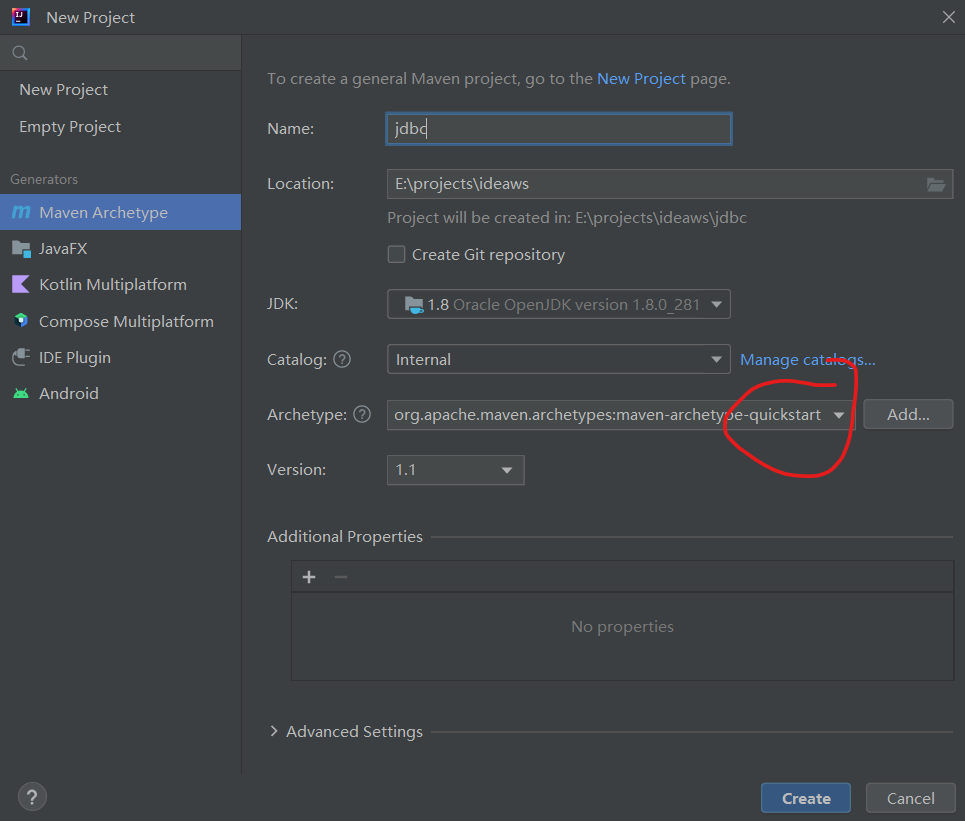 New Project
New Project
Empty Project
Generators
Maven Archetype
JavaFX
Kotlin Multiplatform
Compose Multiplatform
IDE Plugin
Android
To create a general Maven project, go to the New Project page.
Name: jdbc
Location: E:\projects\ideaws
Project will be created in: E:\projects\ideaws\jdbc
Create Git repository
JDK: 1.8 Oracle OpenJDK version 1.8.0_281
Catalog: ? Internal Manage catalogs...
Archetype: ? org.apache.maven.archetypes:maven-archetype-quickstart Add...
Version: 1.1
Additional Properties
+ −
No properties
Advanced Settings
? Create Cancel